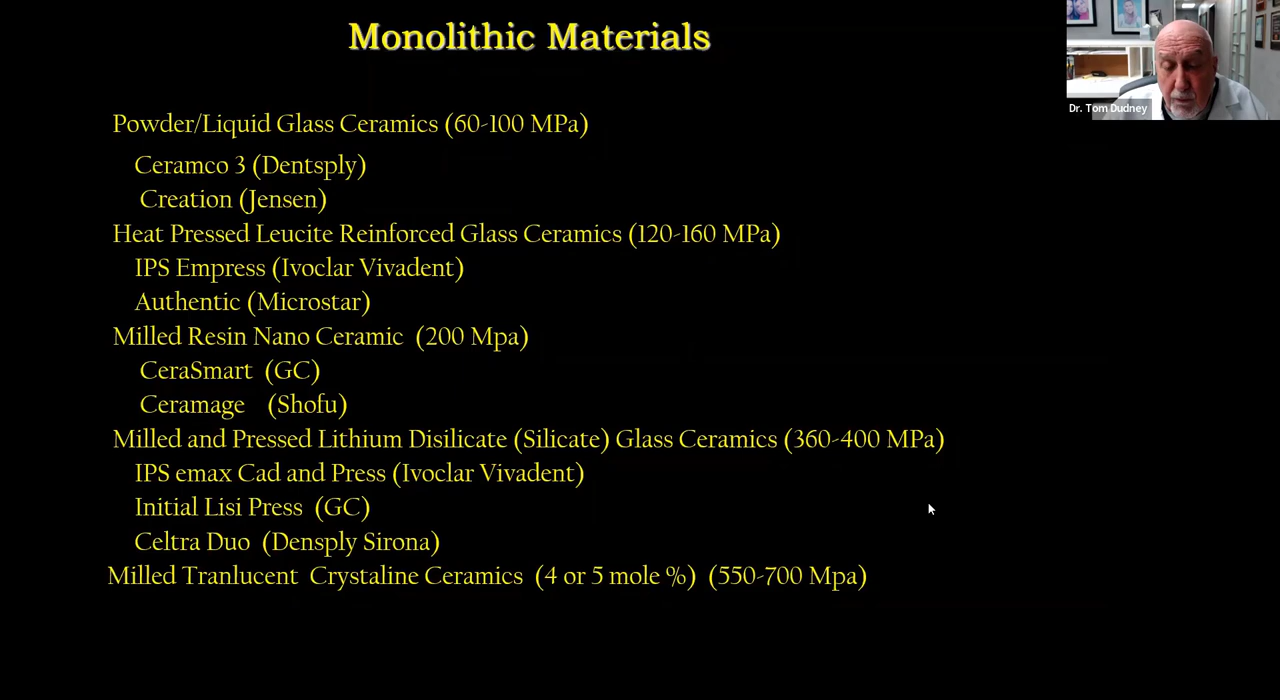 Monolithic Materials
Dr. Tom Dudney
Powder/Liquid Glass Ceramics (60-100 MPa)
Ceramco 3 (Dentsply)
Creation (Jensen)
Heat Pressed Leucite Reinforced Glass Ceramics (120-160 MPa)
IPS Empress (Ivoclar Vivadent)
Authentic (Microstar)
Milled Resin Nano Ceramic (200 Mpa)
CeraSmart (GC)
Ceramage (Shofu)
Milled and Pressed Lithium Disilicate (Silicate) Glass Ceramics (360-400 MPa)
IPS emax Cad and Press (Ivoclar Vivadent)
Initial Lisi Press (GC)
Celtra Duo (Densply Sirona)
Milled Tranlucent Crystaline Ceramics (4 or 5 mole %) (550-700 Mpa)